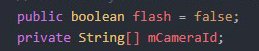 public boolean flash = false;
private String[] mCameraId;